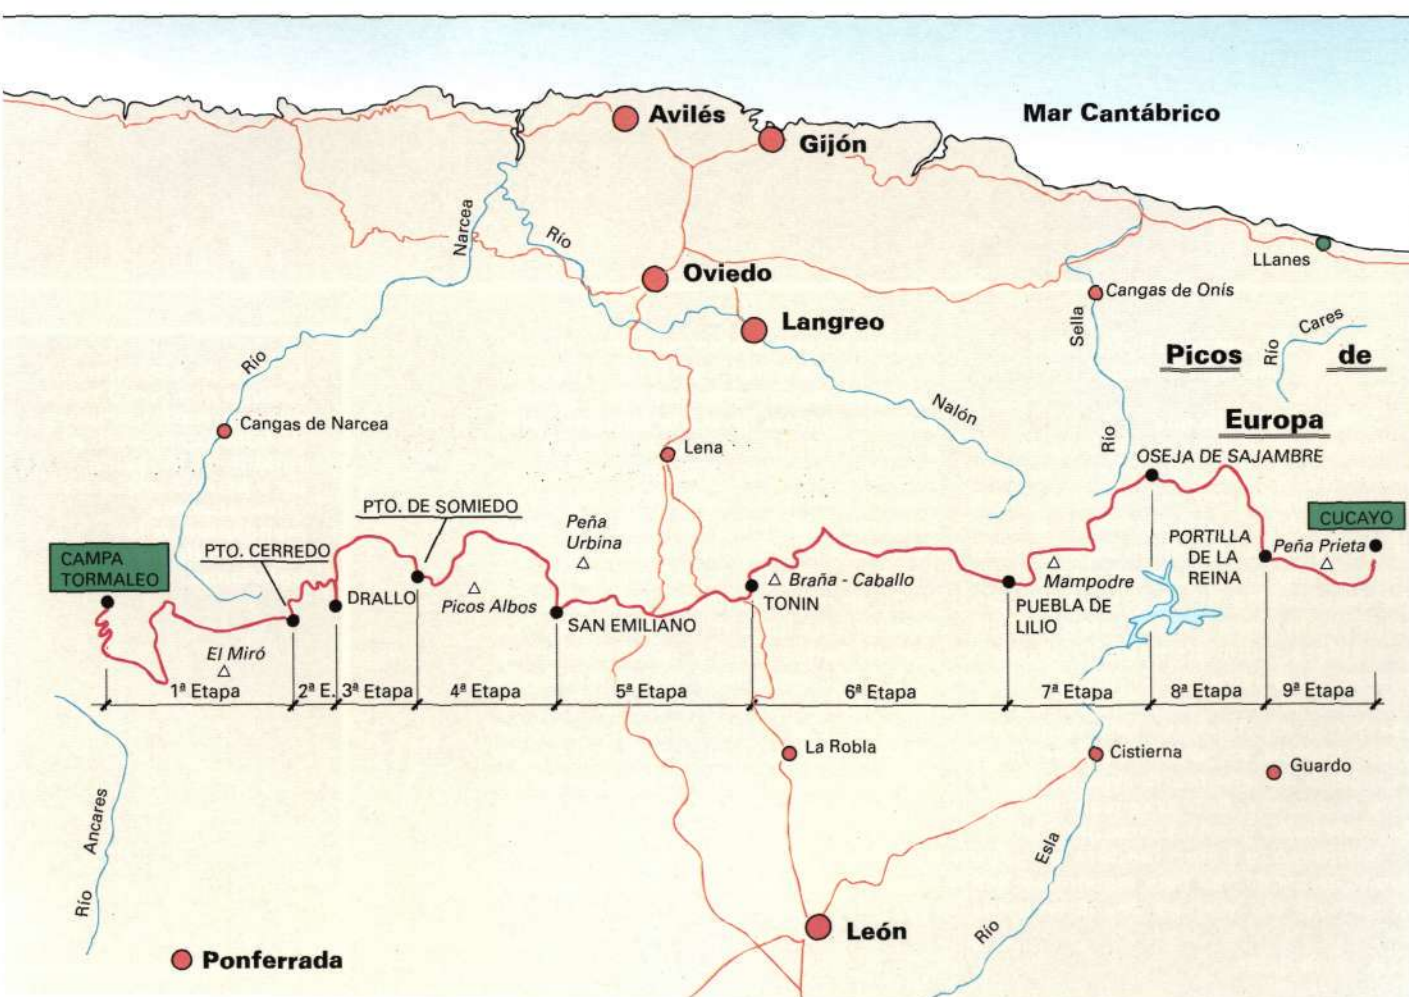 Mar Cantábrico
Avilés
Gijón
Narcea
Río
Río
Oviedo
Langreo
LLanes
Cangas de Onís
Sella
Río
Cares
Río
Picos de
Europa
Nalón
Cangas de Narcea
Lena
OSEJA DE SAJAMBRE
PTO. DE SOMIEDO
Peña
Urbina
CUCAYO
CAMPA
TORMALEO
PTO. CERREDO
PORTILLA
DE LA
REINA
Peña Prieta
DRALLO
Picos Albos
SAN EMILIANO
Braña - Caballo
TONIN
Mampodre
PUEBLA DE
LILIO
El Miró
1ª Etapa
2ª E.
3ª Etapa
4ª Etapa
5ª Etapa
6ª Etapa
7ª Etapa
8ª Etapa
9ª Etapa
La Robla
Cistierna
Guardo
Río Ancares
Río Esla
León
Ponferrada